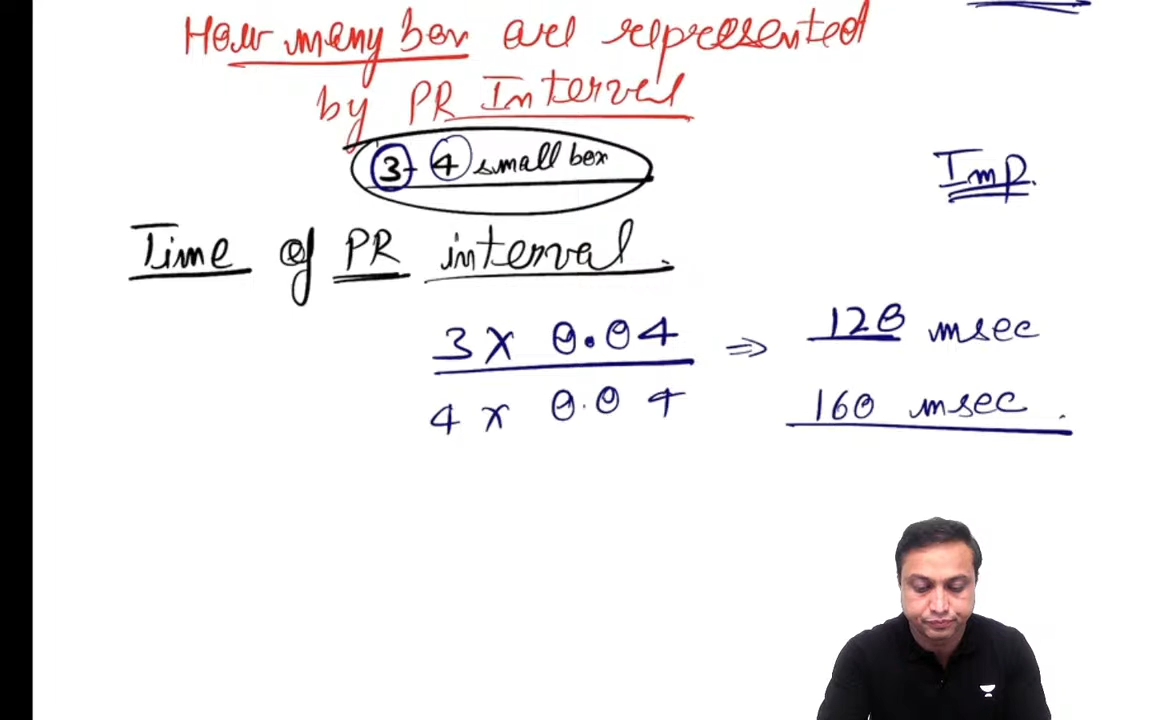 How many box are represented
by PR Interval
3-4 small box
Imp.
Time of PR interval.
3 x 0.04 ⇒ 120 msec
4 x 0.04 160 msec.